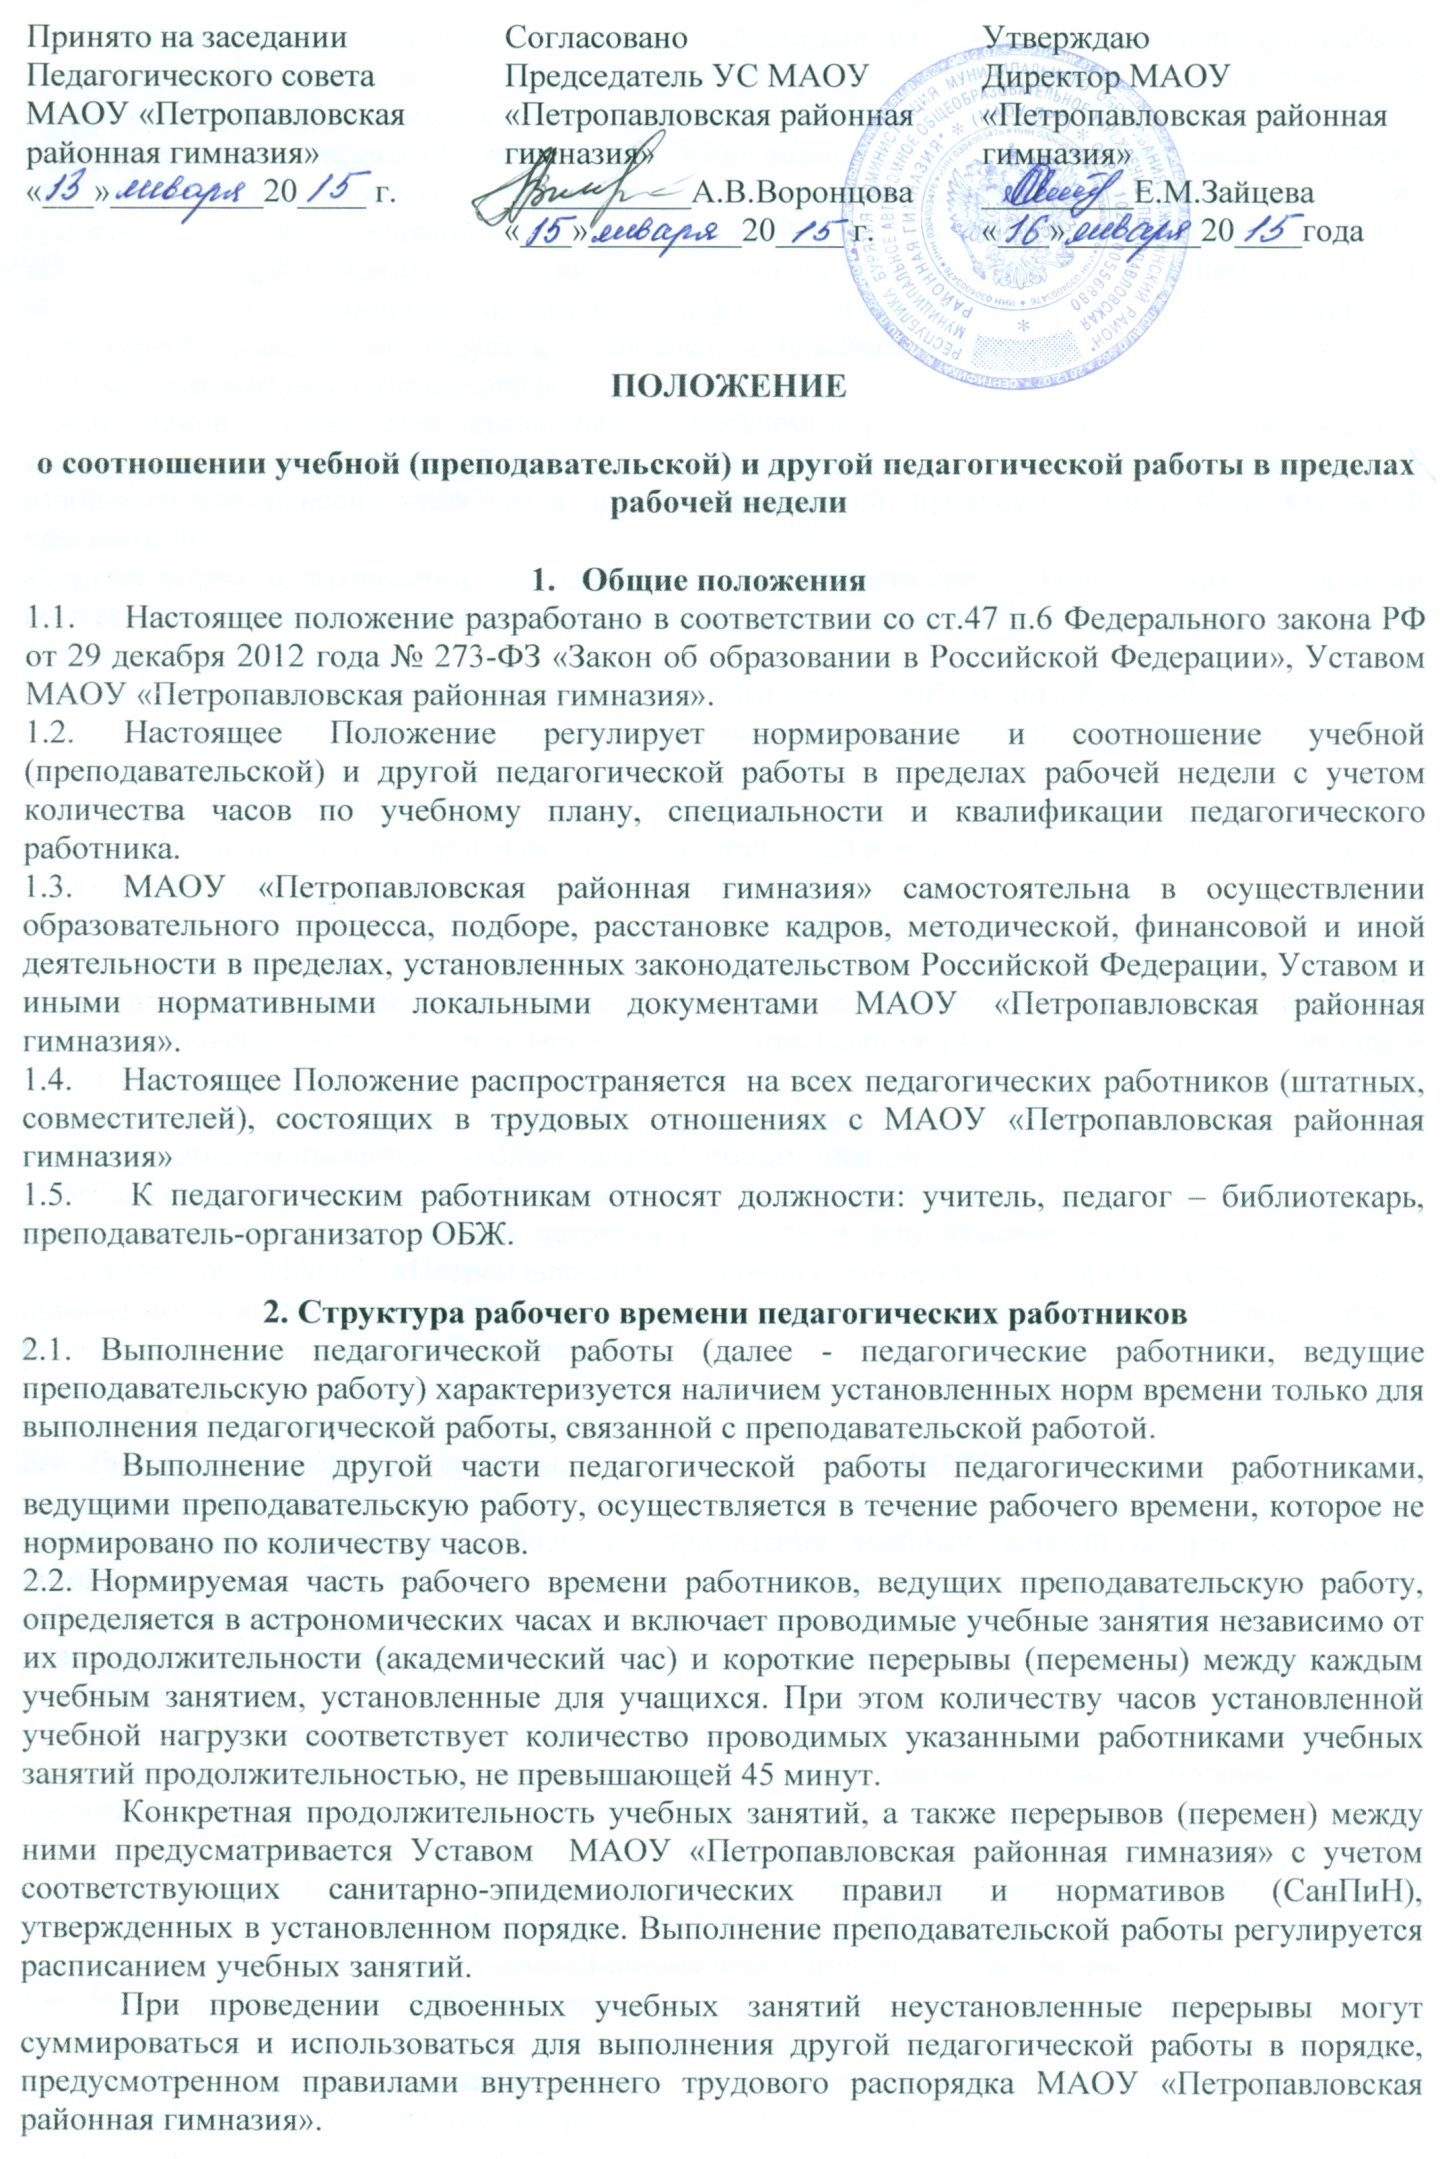 Принято на заседании
Педагогического совета
МАОУ «Петропавловская
районная гимназия»
«13» января 2015 г.
Согласовано
Председатель УС МАОУ
«Петропавловская районная
гимназия»
А.В.Воронцова
«15» января 2015 г.
Утверждаю
Директор МАОУ
«Петропавловская районная
гимназия»
Е.М.Зайцева
«16» января 2015 года
ПОЛОЖЕНИЕ
о соотношении учебной (преподавательской) и другой педагогической работы в пределах
рабочей недели
1. Общие положения
1.1. Настоящее положение разработано в соответствии со ст.47 п.6 Федерального закона РФ
от 29 декабря 2012 года № 273-ФЗ «Закон об образовании в Российской Федерации», Уставом
МАОУ «Петропавловская районная гимназия».
1.2. Настоящее Положение регулирует нормирование и соотношение учебной
(преподавательской) и другой педагогической работы в пределах рабочей недели с учетом
количества часов по учебному плану, специальности и квалификации педагогического
работника.
1.3. МАОУ «Петропавловская районная гимназия» самостоятельна в осуществлении
образовательного процесса, подборе, расстановке кадров, методической, финансовой и иной
деятельности в пределах, установленных законодательством Российской Федерации, Уставом и
иными нормативными локальными документами МАОУ «Петропавловская районная
гимназия».
1.4. Настоящее Положение распространяется на всех педагогических работников (штатных,
совместителей), состоящих в трудовых отношениях с МАОУ «Петропавловская районная
гимназия»
1.5. К педагогическим работникам относят должности: учитель, педагог – библиотекарь,
преподаватель-организатор ОБЖ.
2. Структура рабочего времени педагогических работников
2.1. Выполнение педагогической работы (далее - педагогические работники, ведущие
преподавательскую работу) характеризуется наличием установленных норм времени только для
выполнения педагогической работы, связанной с преподавательской работой.
Выполнение другой части педагогической работы педагогическими работниками,
ведущими преподавательскую работу, осуществляется в течение рабочего времени, которое не
нормировано по количеству часов.
2.2. Нормируемая часть рабочего времени работников, ведущих преподавательскую работу,
определяется в астрономических часах и включает проводимые учебные занятия независимо от
их продолжительности (академический час) и короткие перерывы (перемены) между каждым
учебным занятием, установленные для учащихся. При этом количеству часов установленной
учебной нагрузки соответствует количество проводимых указанными работниками учебных
занятий продолжительностью, не превышающей 45 минут.
Конкретная продолжительность учебных занятий, а также перерывов (перемен) между
ними предусматривается Уставом МАОУ «Петропавловская районная гимназия» с учетом
соответствующих санитарно-эпидемиологических правил и нормативов (СанПиН),
утвержденных в установленном порядке. Выполнение преподавательской работы регулируется
расписанием учебных занятий.
При проведении сдвоенных учебных занятий неустановленные перерывы могут
суммироваться и использоваться для выполнения другой педагогической работы в порядке,
предусмотренном правилами внутреннего трудового распорядка МАОУ «Петропавловская
районная гимназия».